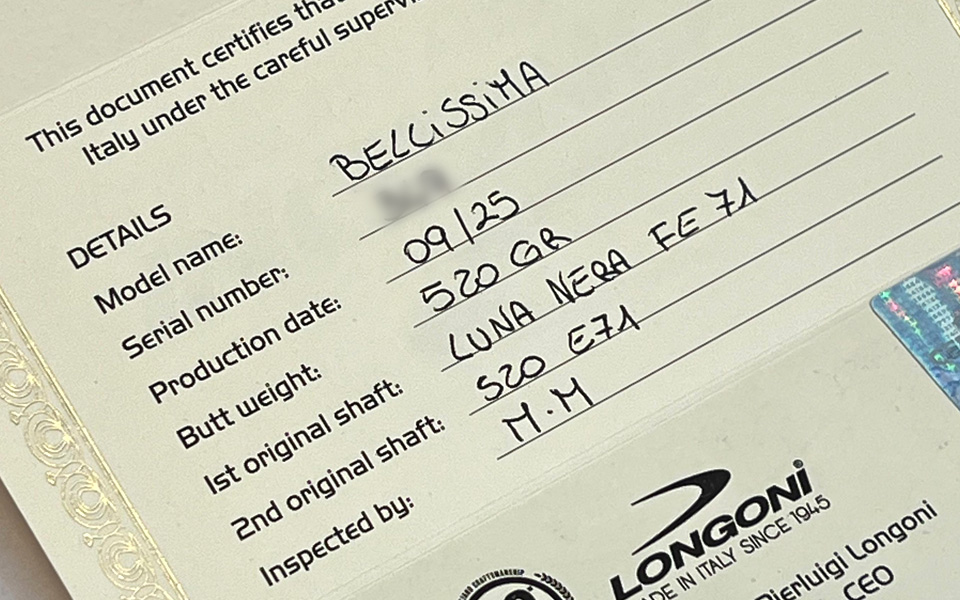 This document certifies that
Italy under the careful
DETAILS
Model name: BELLiSSiMA
Serial number:
Production date: 09/25
Butt weight: 520 GR
1st original shaft: LUNA NERA FE 71
2nd original shaft: S20 E71
Inspected by: M.M
LONGONI
MADE IN ITALY SINCE 1945
Pierluigi Longoni
CEO